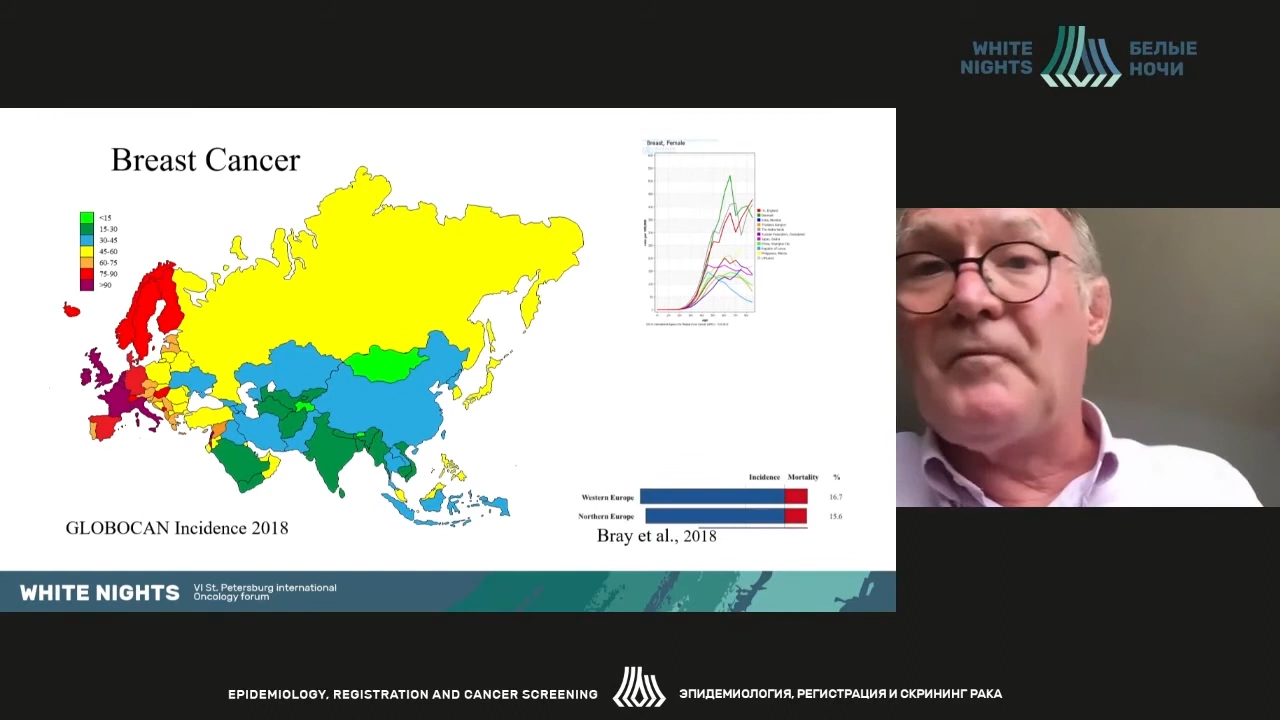 WHITE
NIGHTS
БЕЛЫЕ
НОЧИ
Breast Cancer
<15
15-30
30-45
45-60
60-75
75-90
>90
GLOBOCAN Incidence 2018
Breast, Female
Incidence Mortality %
Western Europe 16.7
Northern Europe 15.6
Bray et al., 2018
WHITE NIGHTS
VI St. Petersburg international
Oncology forum
EPIDEMIOLOGY, REGISTRATION AND CANCER SCREENING
ЭПИДЕМИОЛОГИЯ, РЕГИСТРАЦИЯ И СКРИНИНГ РАКА